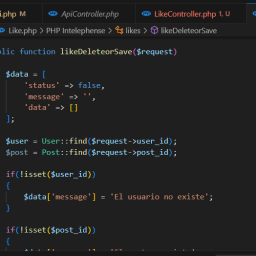 i.php M ApiController.php LikeController.php 1, U
Like.php > PHP Intelephense > likes > likeDeleteorSave
blic function likeDeleteorSave($request)
$data = [
'status' => false,
'message' => '',
'data' => []
];
$user = User::find($request->user_id);
$post = Post::find($request->post_id);
if(!isset($user_id))
{
$data['message'] = 'El usuario no existe';
}
if(!isset($post_id))
{